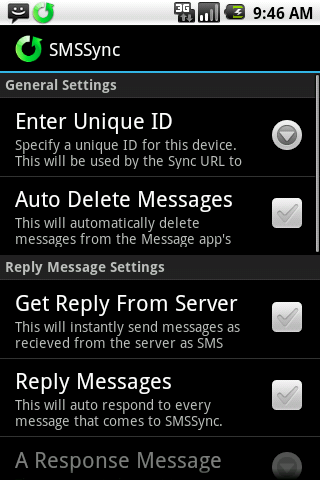 3G
9:46 AM
SMSSync
General Settings
Enter Unique ID
Specify a unique ID for this device.
This will be used by the Sync URL to
Auto Delete Messages
This will automatically delete
messages from the Message app's
Reply Message Settings
Get Reply From Server
This will instantly send messages as
recieved from the server as SMS
Reply Messages
This will auto respond to every
message that comes to SMSSync.
A Response Message